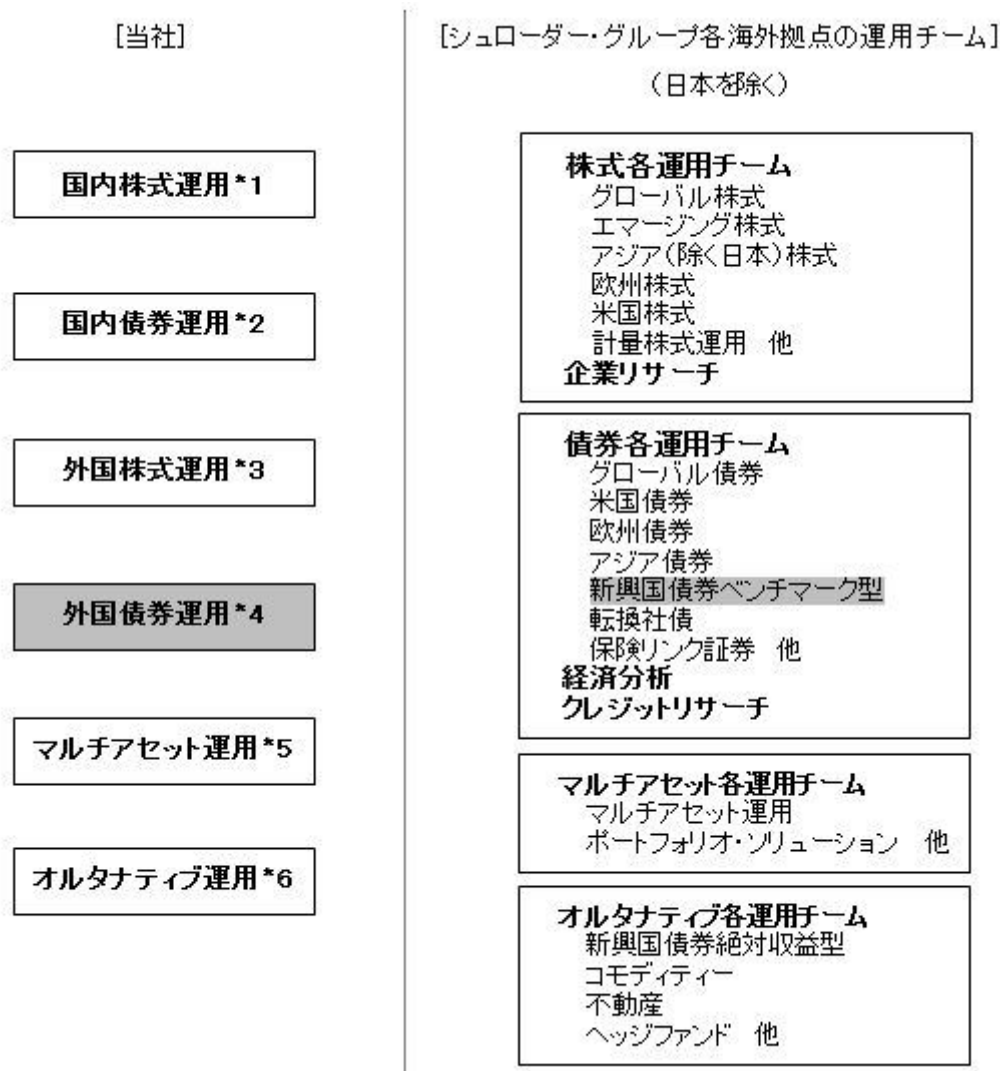 [当社]
国内株式運用*1
国内債券運用*2
外国株式運用*3
外国債券運用*4
マルチアセット運用*5
オルタナティブ運用*6
[シュローダー・グループ各海外拠点の運用チーム]
(日本を除く)
株式各運用チーム
グローバル株式
エマージング株式
アジア(除く日本)株式
欧州株式
米国株式
計量株式運用 他
企業リサーチ
債券各運用チーム
グローバル債券
米国債券
欧州債券
アジア債券
新興国債券ベンチマーク型
転換社債
保険リンク証券 他
経済分析
クレジットリサーチ
マルチアセット各運用チーム
マルチアセット運用
ポートフォリオ・ソリューション 他
オルタナティブ各運用チーム
新興国債券絶対収益型
コモディティー
不動産
ヘッジファンド 他